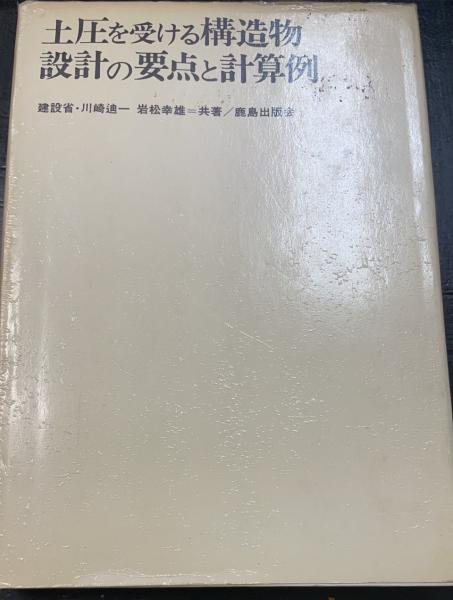 土圧を受ける構造物
設計の要点と計算例
建設省・川崎迪一 岩松幸雄=共著/鹿島出版会